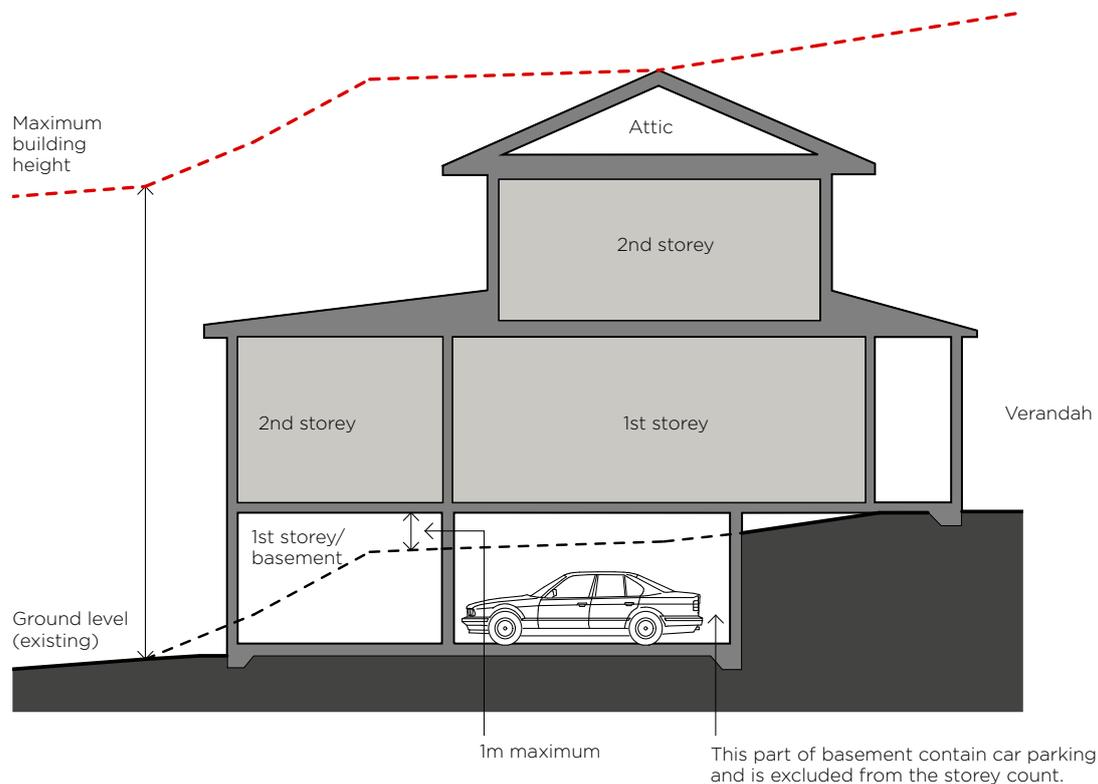 Maximum
building
height
Attic
2nd storey
2nd storey
1st storey
Verandah
1st storey/
basement
Ground level
(existing)
1m maximum
This part of basement contain car parking
and is excluded from the storey count.